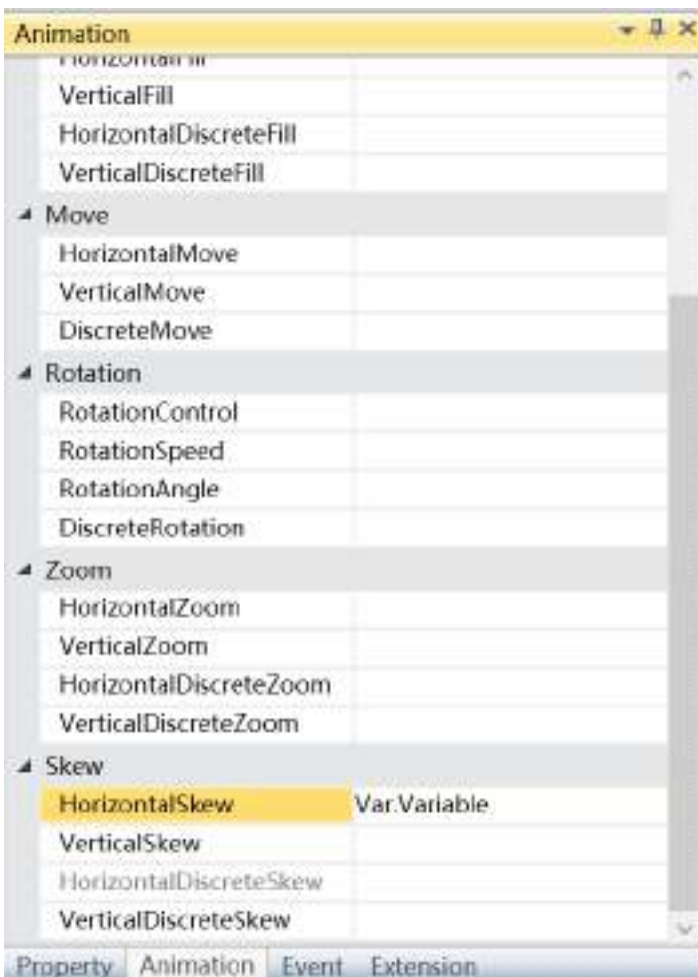 Animation
HorizontalFill
VerticalFill
HorizontalDiscreteFill
VerticalDiscreteFill
Move
HorizontalMove
VerticalMove
DiscreteMove
Rotation
RotationControl
RotationSpeed
RotationAngle
DiscreteRotation
Zoom
HorizontalZoom
VerticalZoom
HorizontalDiscreteZoom
VerticalDiscreteZoom
Skew
HorizontalSkew Var.Variable
VerticalSkew
HorizontalDiscreteSkew
VerticalDiscreteSkew
Property Animation Event Extension